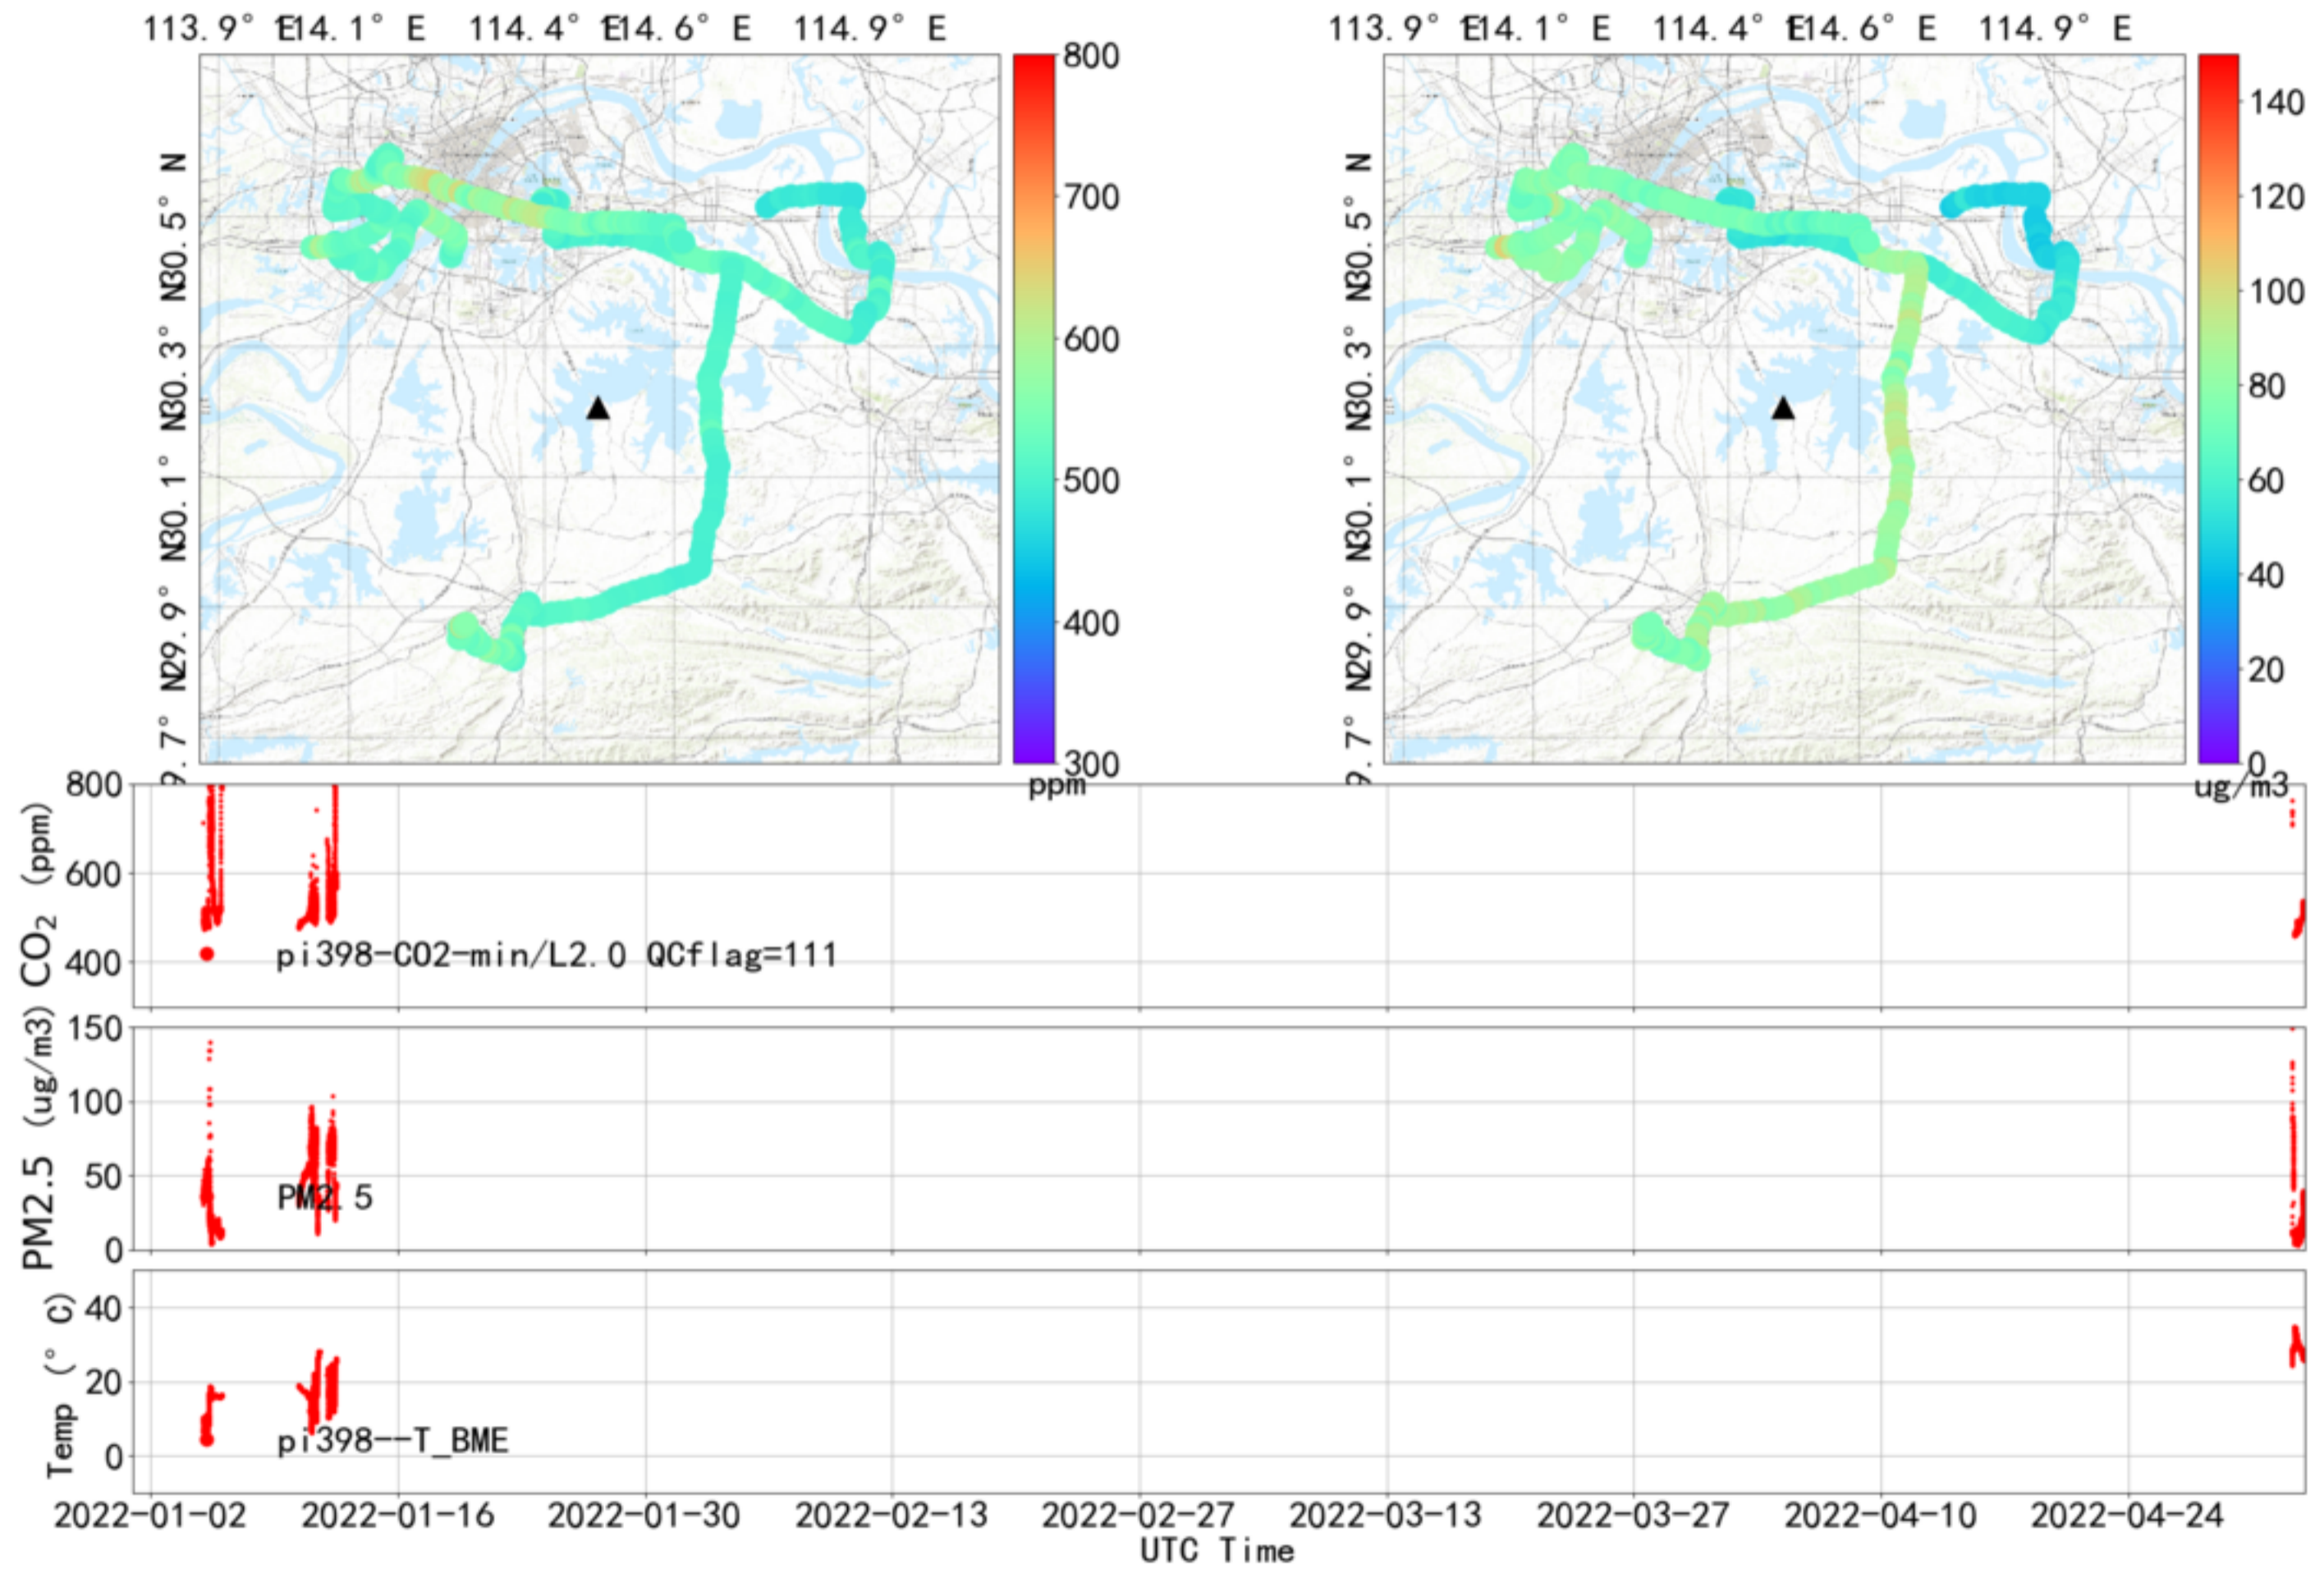 113.9° E 114.1° E 114.4° E 114.6° E 114.9° E
113.9° E 114.1° E 114.4° E 114.6° E 114.9° E
30.5° N
30.3° N
30.1° N
29.9° N
9.7°
800
700
600
500
400
300
ppm
30.5° N
30.3° N
30.1° N
29.9° N
9.7°
140
120
100
80
60
40
20
0
ug/m3
CO2 (ppm)
800
600
400
pi398-CO2-min/L2.0 QCflag=111
PM2.5 (ug/m3)
150
100
50
0
PM2.5
Temp (° C)
40
20
0
pi398--T_BME
2022-01-02 2022-01-16 2022-01-30 2022-02-13 2022-02-27 2022-03-13 2022-03-27 2022-04-10 2022-04-24
UTC Time